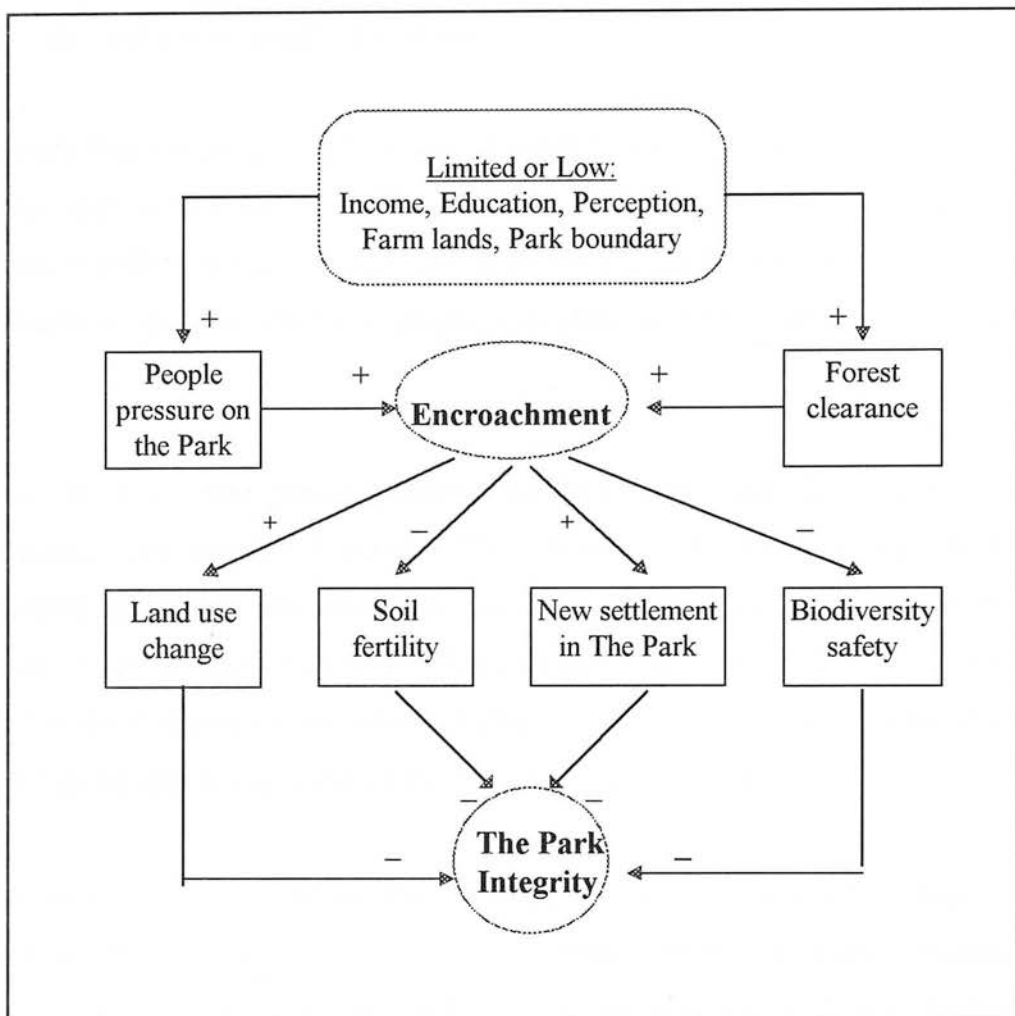 Limited or Low:
Income, Education, Perception,
Farm lands, Park boundary
+
+
People
pressure on
the Park
+
Encroachment
+
Forest
clearance
+
−
+
−
Land use
change
Soil
fertility
New settlement
in The Park
Biodiversity
safety
−
−
The Park
Integrity
−
−